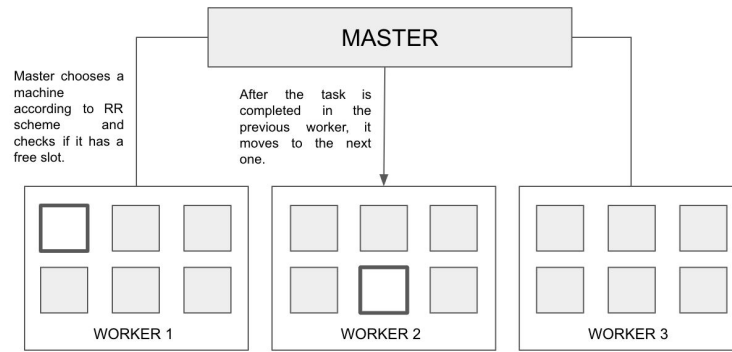 MASTER
Master chooses a
machine
according to RR
scheme and
checks if it has a
free slot.
After the task is
completed in the
previous worker, it
moves to the next
one.
WORKER 1
WORKER 2
WORKER 3